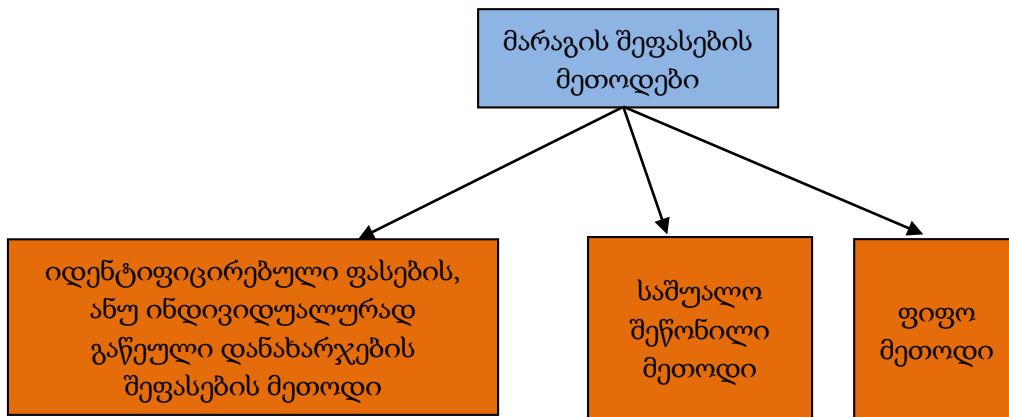 მარაგის შეფასების
მეთოდები
იდენტიფიცირებული ფასების,
ანუ ინდივიდუალურად
გაწეული დანახარჯების
შეფასების მეთოდი
საშუალო
შეწონილი
მეთოდი
ფიფო
მეთოდი